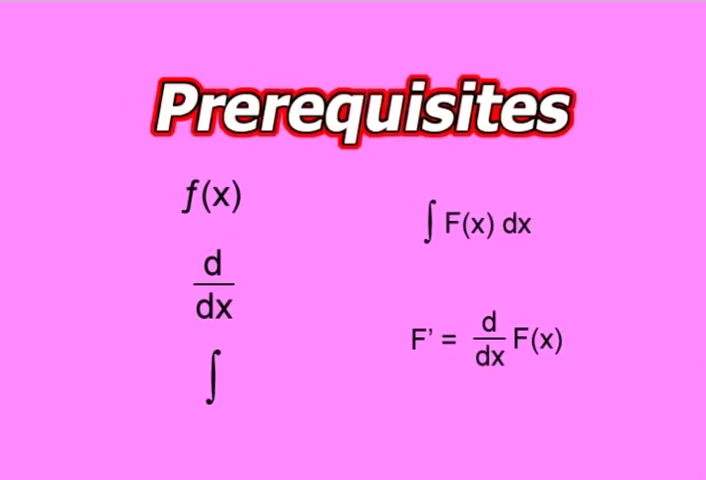 Prerequisites
f(x)
d
dx
∫
∫ F(x) dx
F' = d/dx F(x)